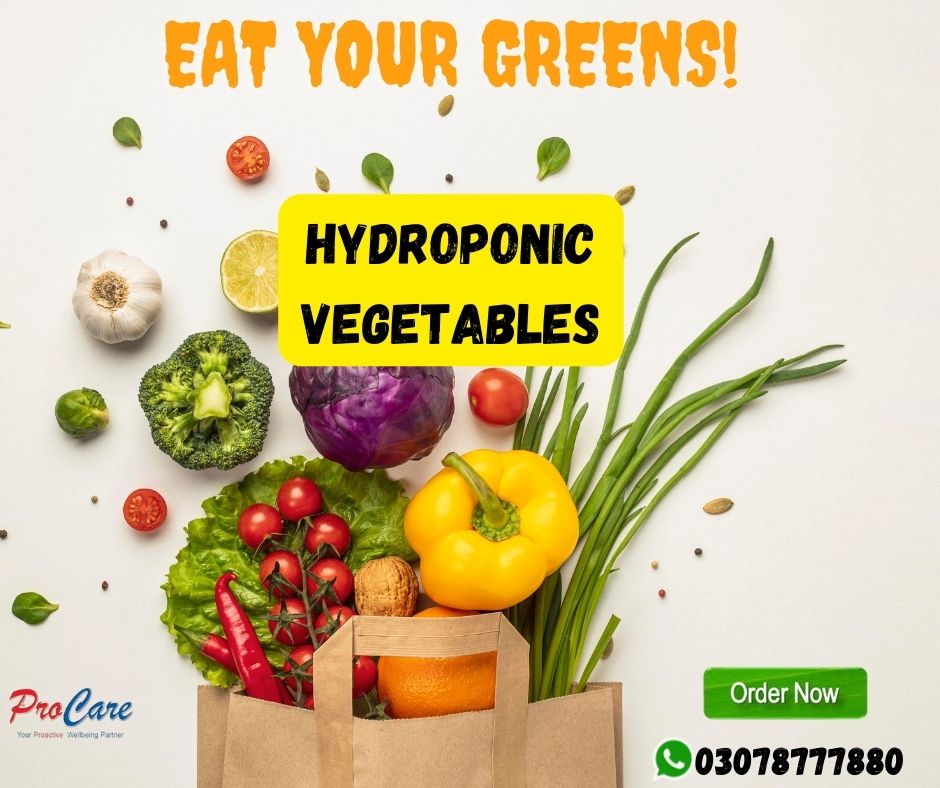 EAT YOUR GREENS!
HYDROPONIC
VEGETABLES
ProCare
Your Proactive Wellbeing Partner
Order Now
03078777880